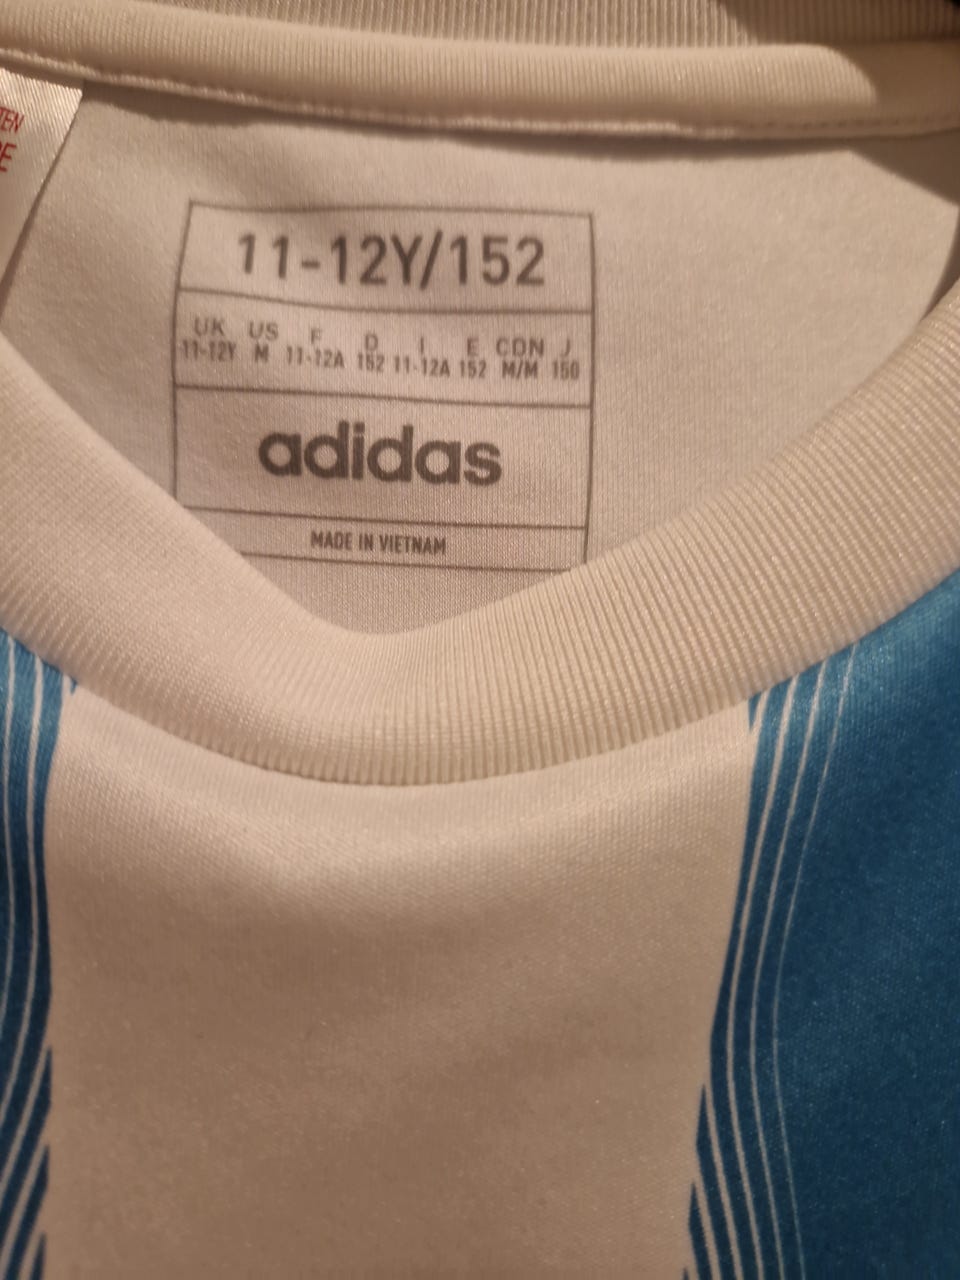 TEN
11-12Y/152
UK US F D I E CDN J
11-12Y M 11-12A 152 11-12A 152 M/M 150
adidas
MADE IN VIETNAM